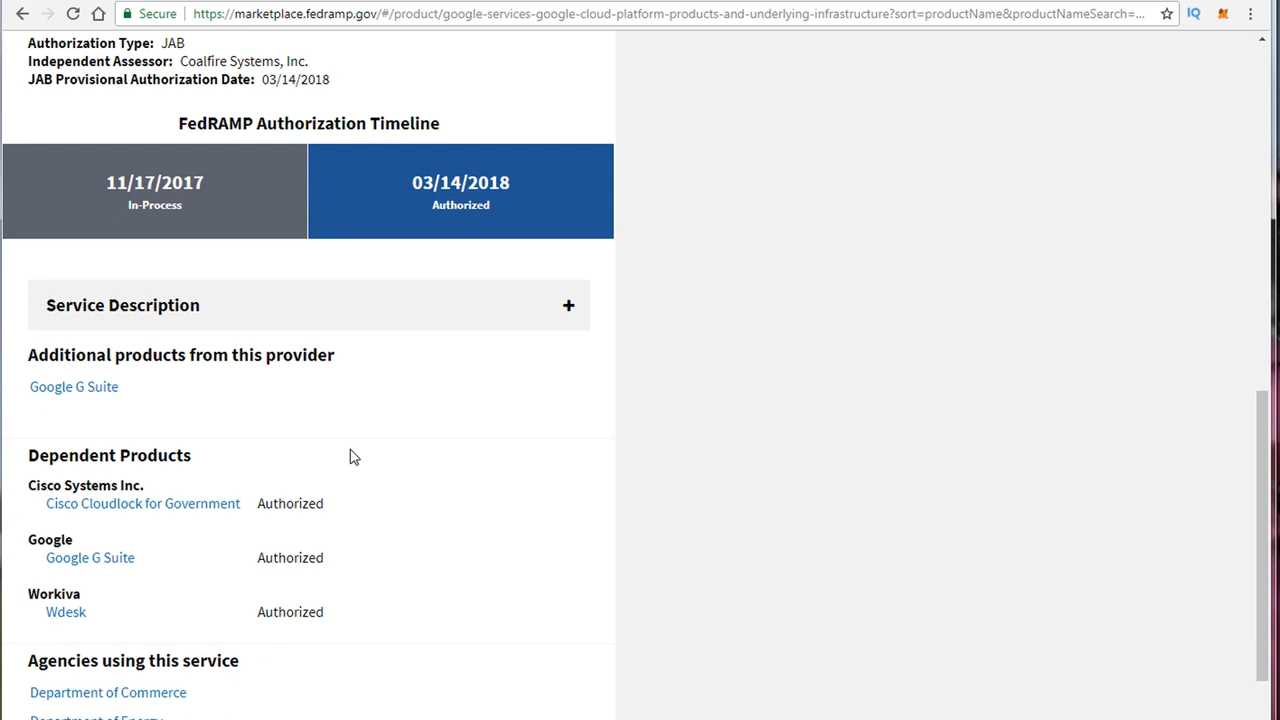 Secure https://marketplace.fedramp.gov/#/product/google-services-google-cloud-platform-products-and-underlying-infrastructure?sort=productName&productNameSearch=...
IQ
Authorization Type: JAB
Independent Assessor: Coalfire Systems, Inc.
JAB Provisional Authorization Date: 03/14/2018
FedRAMP Authorization Timeline
11/17/2017
In-Process
03/14/2018
Authorized
Service Description +
Additional products from this provider
Google G Suite
Dependent Products
Cisco Systems Inc.
Cisco Cloudlock for Government Authorized
Google
Google G Suite Authorized
Workiva
Wdesk Authorized
Agencies using this service
Department of Commerce
Department of Energy